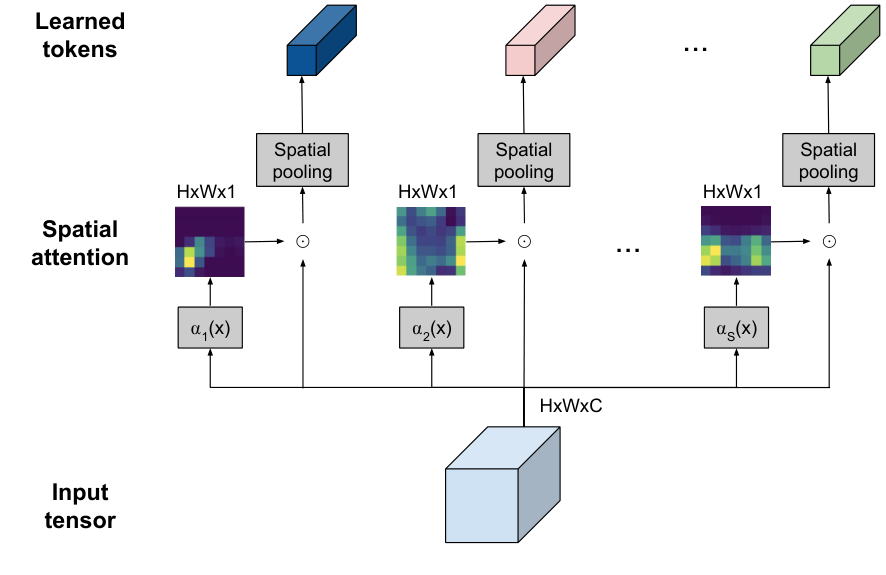 Learned
tokens
...
Spatial
pooling
Spatial
pooling
Spatial
pooling
HxWx1
HxWx1
HxWx1
Spatial
attention
...
α1(x)
α2(x)
αS(x)
HxWxC
Input
tensor